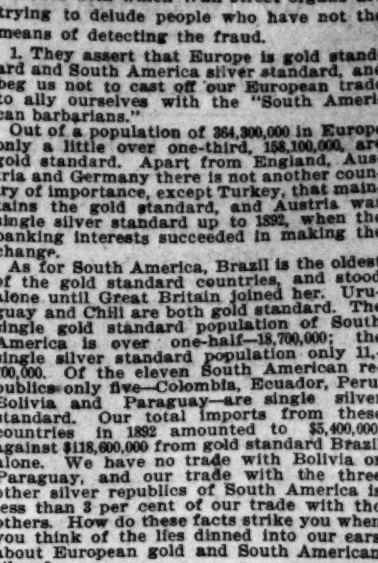 trying to delude people who have not the
means of detecting the fraud.
1. They assert that Europe is gold stand-
ard and South America silver standard, and
beg us not to cast off our European trade
to ally ourselves with the "South Ameri-
can barbarians."
Out of a population of 364,300,000 in Europe
only a little over one-third, 158,100,000, are
gold standard. Apart from England, Aus-
tria and Germany there is not another coun-
try of importance, except Turkey, that main-
tains the gold standard, and Austria was
single silver standard up to 1892, when the
banking interests succeeded in making the
change.
As for South America, Brazil is the oldest
of the gold standard countries, and stood
alone until Great Britain joined her. Uru-
guay and Chili are both gold standard. The
single gold standard population of South
America is over one-half—18,700,000; the
single silver standard population only 11,-
700,000. Of the eleven South American re-
publics only five—Colombia, Ecuador, Peru
Bolivia and Paraguay—are single silver
standard. Our total imports from these
countries in 1892 amounted to $5,400,000,
against $118,600,000 from gold standard Brazil
alone. We have no trade with Bolivia or
Paraguay, and our trade with the three
other silver republics of South America is
less than 3 per cent of our trade with the
others. How do these facts strike you when
you think of the lies dinned into our ears
about European gold and South American